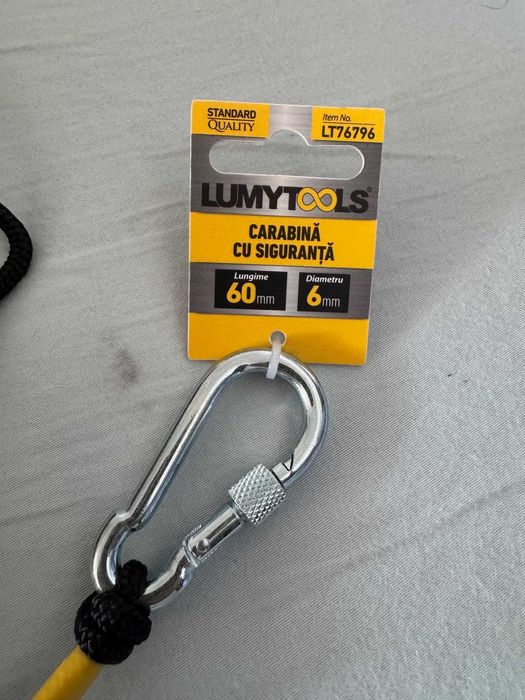 STANDARD
QUALITY
Item No.
LT76796
LUMYTOOLS®
CARABINĂ
CU SIGURANȚĂ
Lungime
60mm
Diametru
6mm